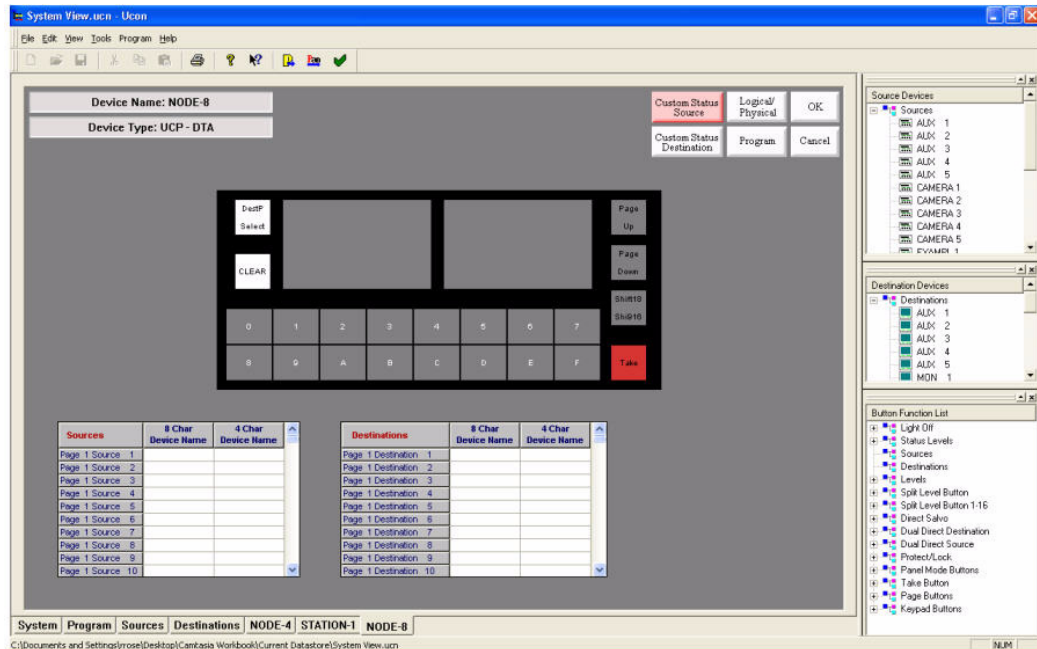 System View.ucn - Ucon
File Edit View Tools Program Help
Device Name: NODE-8
Device Type: UCP - DTA
Custom Status Source
Logical/ Physical
OK
Custom Status Destination
Program
Cancel
DestP Select
CLEAR
Page Up
Page Down
Take
0 1 2 3 4 5 6 7
8 9 A B C D E F
Sources 8 Char Device Name 4 Char Device Name
Page 1 Source 1
Page 1 Source 2
Page 1 Source 3
Page 1 Source 4
Page 1 Source 5
Page 1 Source 6
Page 1 Source 7
Page 1 Source 8
Page 1 Source 9
Page 1 Source 10
Destinations 8 Char Device Name 4 Char Device Name
Page 1 Destination 1
Page 1 Destination 2
Page 1 Destination 3
Page 1 Destination 4
Page 1 Destination 5
Page 1 Destination 6
Page 1 Destination 7
Page 1 Destination 8
Page 1 Destination 9
Page 1 Destination 10
Source Devices
Sources
AUX 1
AUX 2
AUX 3
AUX 4
AUX 5
CAMERA 1
CAMERA 2
CAMERA 3
CAMERA 4
CAMERA 5
Destination Devices
Destinations
AUX 1
AUX 2
AUX 3
AUX 4
AUX 5
MON 1
Button Function List
Light Off
Status Levels
Sources
Destinations
Levels
Split Level Button
Split Level Button 1-16
Direct Salvo
Dual Direct Destination
Dual Direct Source
Protect/Lock
Panel Mode Buttons
Take Button
Page Buttons
Keypad Buttons
System Program Sources Destinations NODE-4 STATION-1 NODE-8
C:\Documents and Settings\rrose\Desktop\Camtasia Workbook\Current Datastore\System View.ucn
NUM